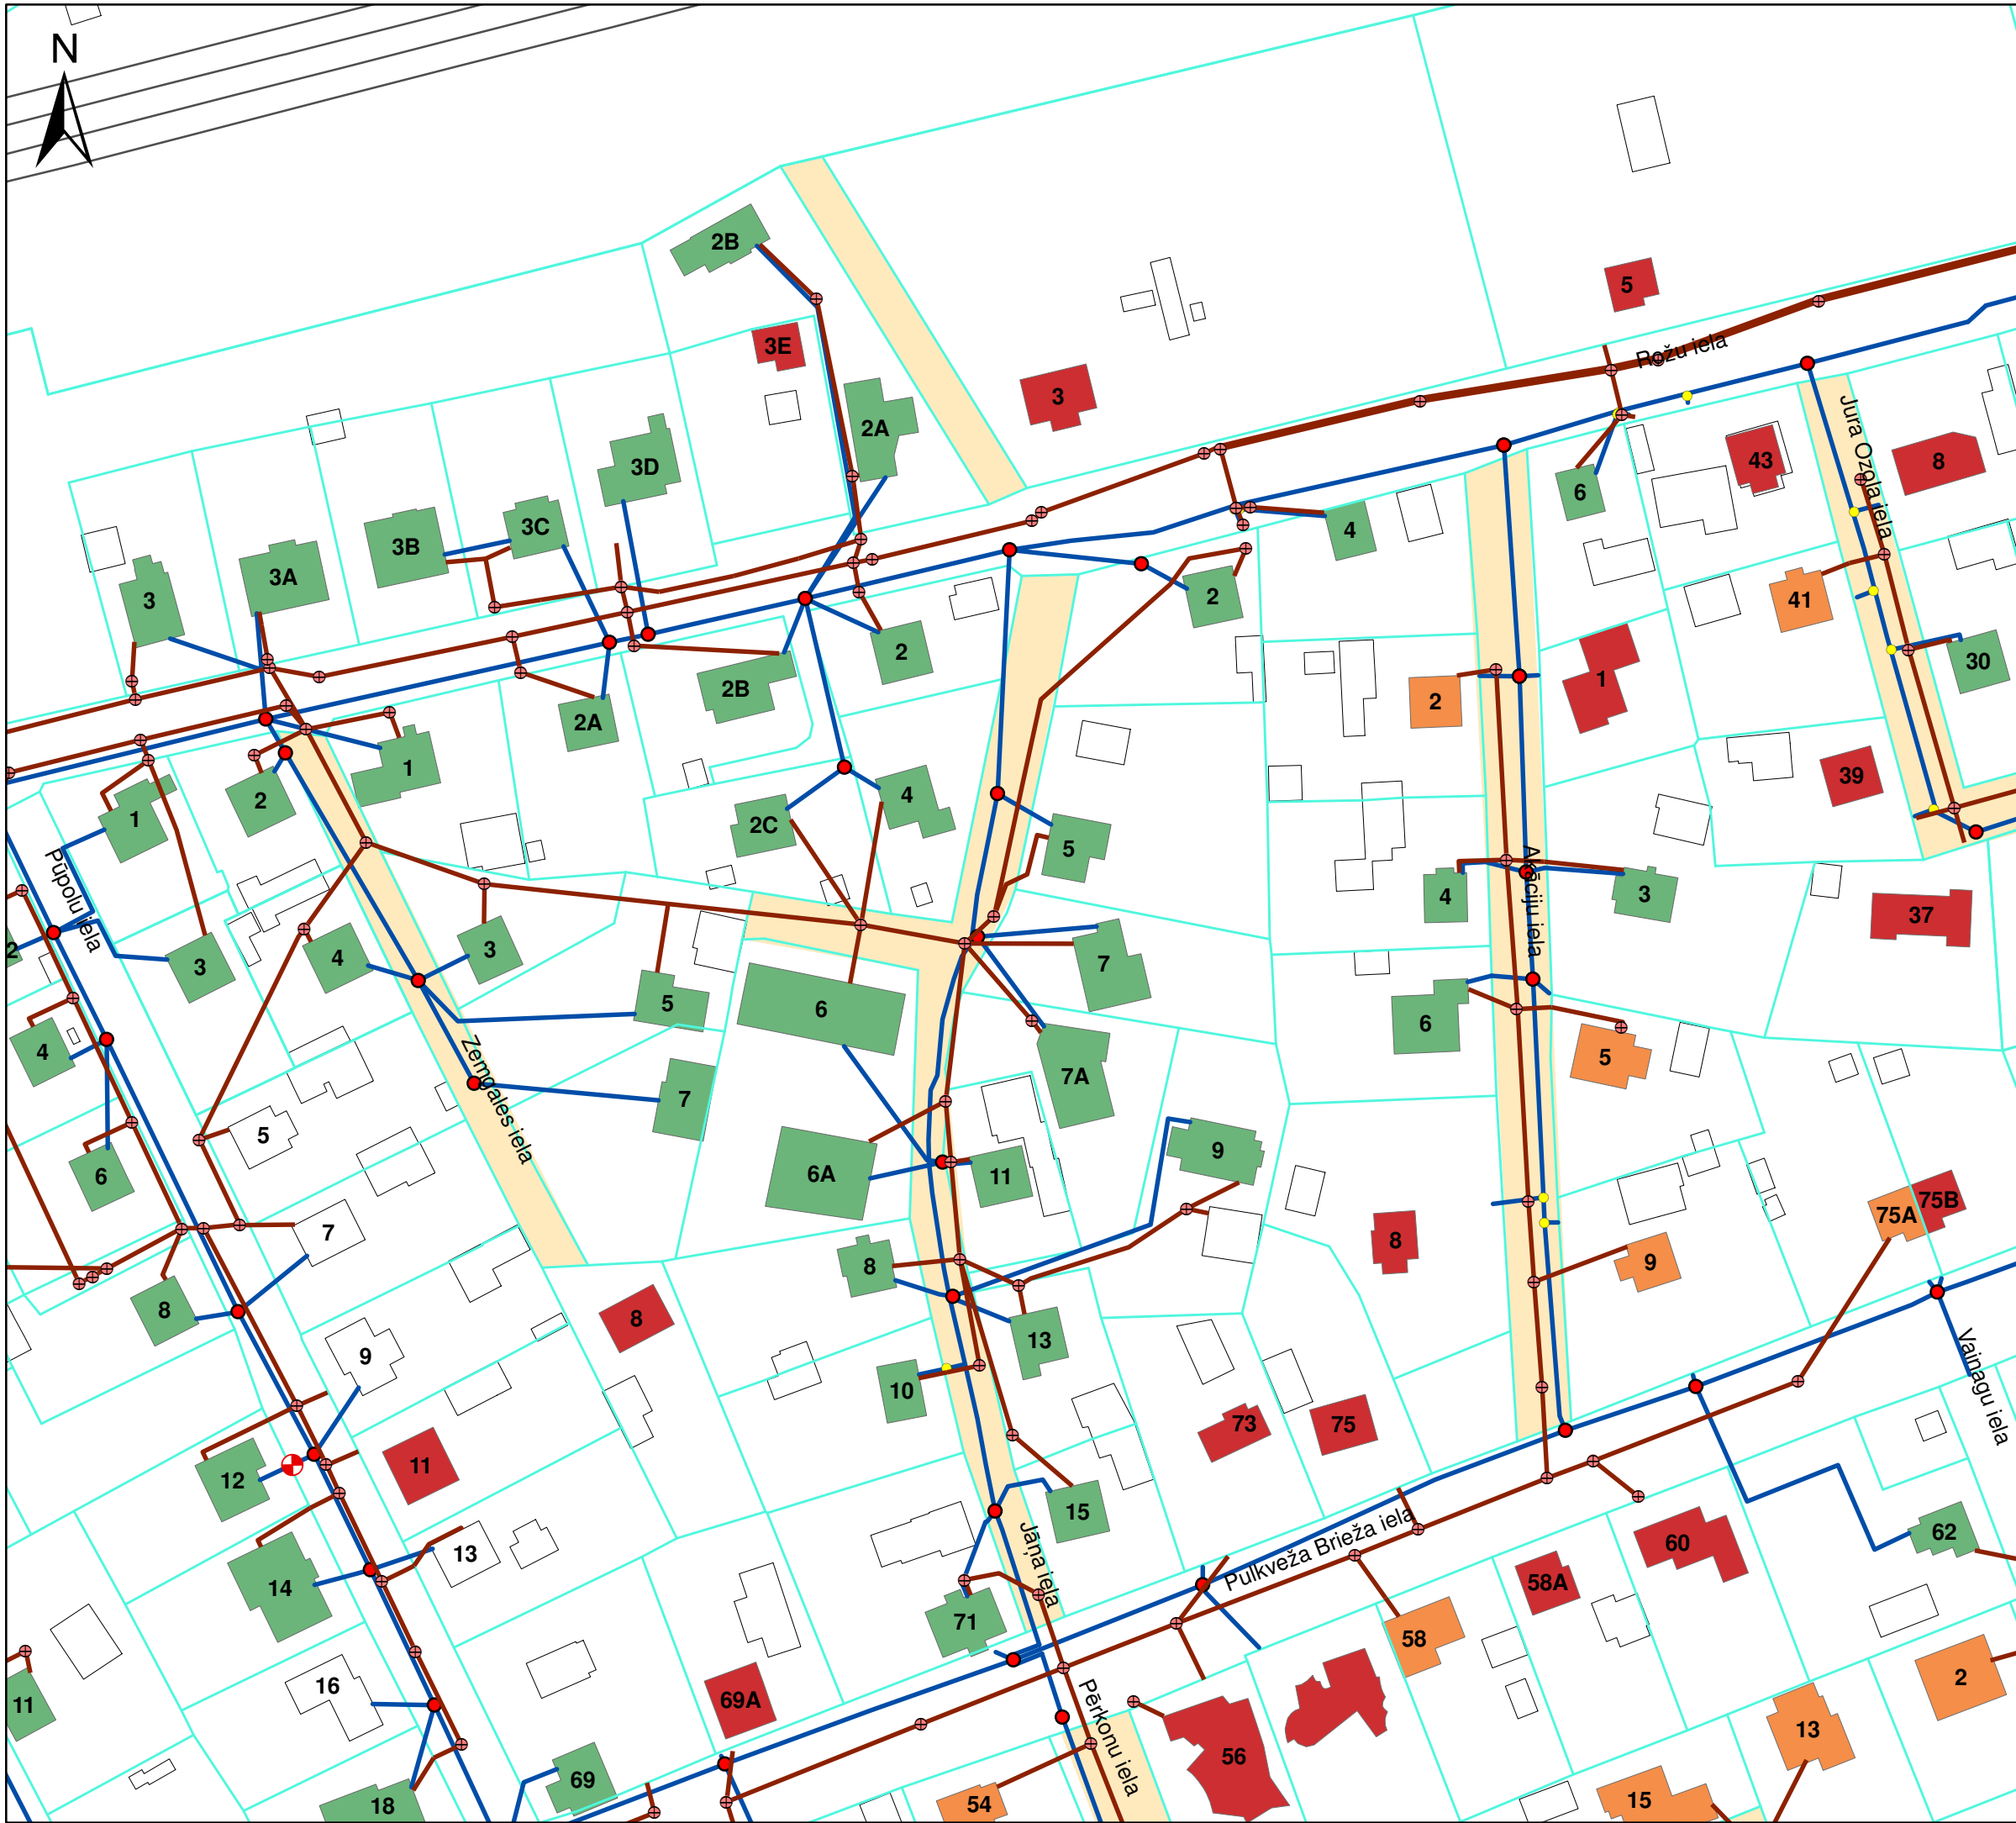 N
2B
3E
2A
3
5
Rožu iela
3D
3C
3B
3A
3
4
6
43
8
Jura Ozola iela
2
2
2B
2A
41
30
1
2
1
1
2
39
2C
4
5
Pūpolu iela
2
3
4
3
5
6
7
7A
4
3
Akāciju iela
37
6
5
4
Zemgales iela
7
5
6
6A
11
9
75A
75B
7
8
8
8
13
8
9
9
Vainagu iela
10
73
75
12
11
15
Jāņa iela
13
14
71
Pulkveža Brieža iela
62
60
58A
58
2
16
11
69A
Pērkonu iela
56
13
69
18
54
15